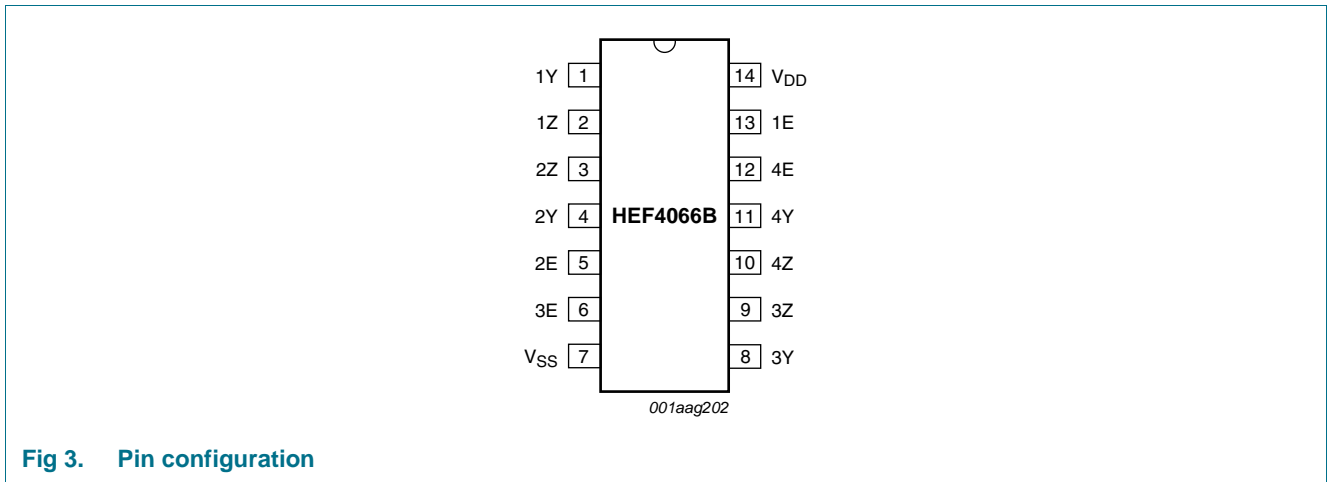 1Y 1 14 VDD
1Z 2 13 1E
2Z 3 12 4E
2Y 4 HEF4066B 11 4Y
2E 5 10 4Z
3E 6 9 3Z
VSS 7 8 3Y
001aag202
Fig 3. Pin configuration